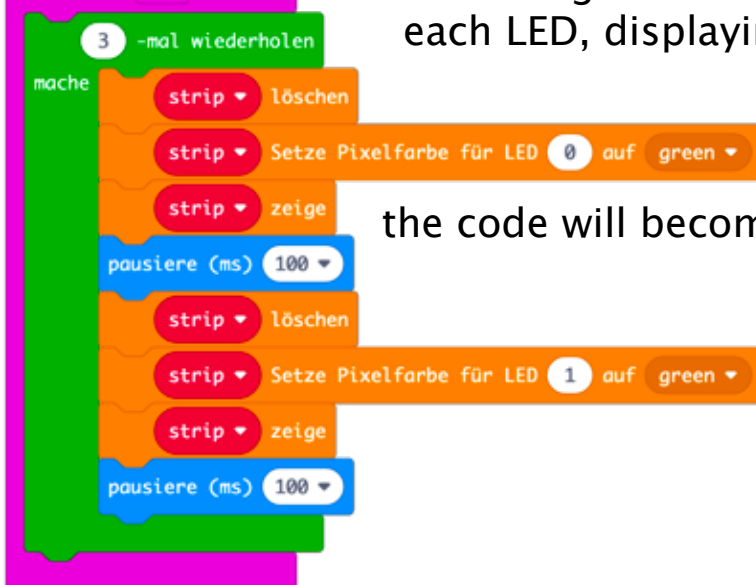 each LED, displayin
3 -mal wiederholen
mache
strip löschen
strip Setze Pixelfarbe für LED 0 auf green
strip zeige
the code will becom
pausiere (ms) 100
strip löschen
strip Setze Pixelfarbe für LED 1 auf green
strip zeige
pausiere (ms) 100